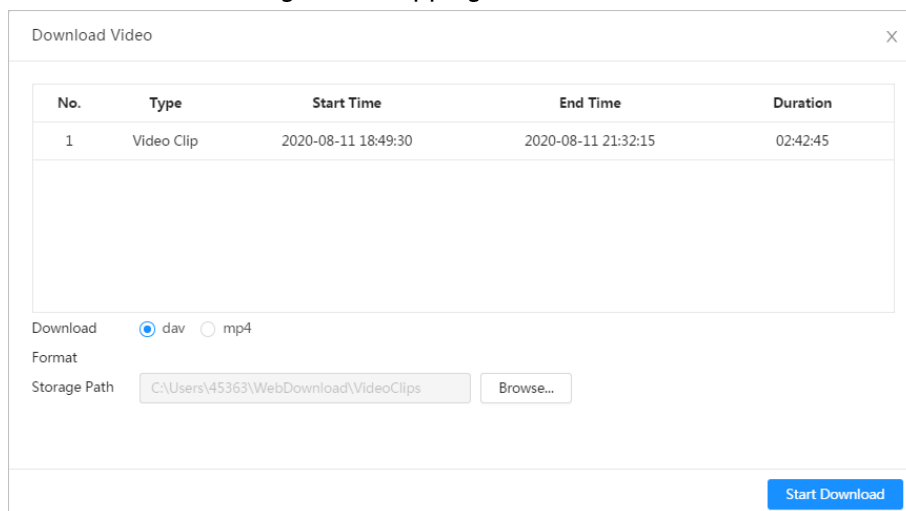 Download Video X
No. Type Start Time End Time Duration
1 Video Clip 2020-08-11 18:49:30 2020-08-11 21:32:15 02:42:45
Download dav mp4
Format
Storage Path C:\Users\45363\WebDownload\VideoClips Browse...
Start Download